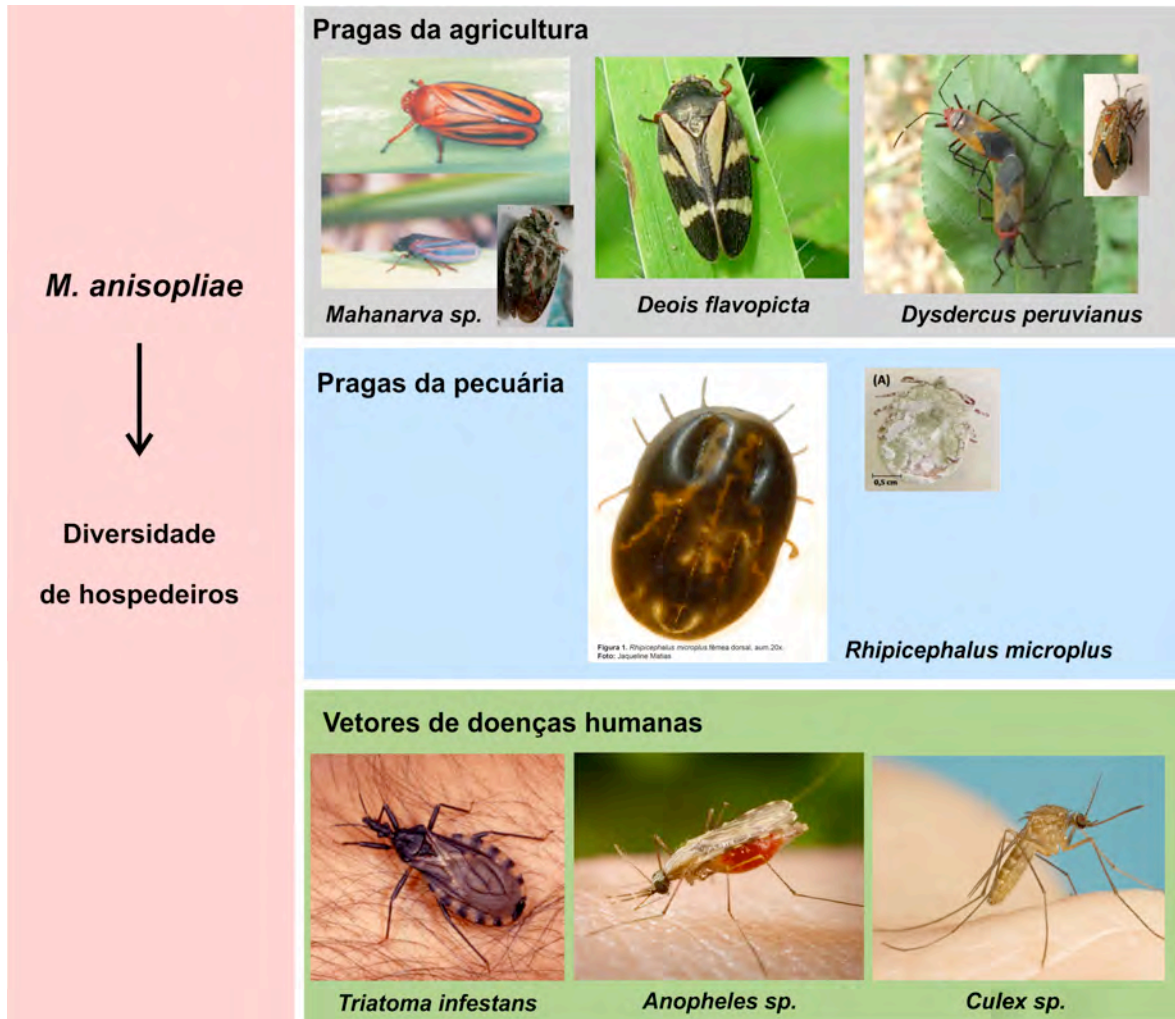 M. anisopliae
Diversidade
de hospedeiros
Pragas da agricultura
Mahanarva sp.
Deois flavopicta
Dysdercus peruvianus
Pragas da pecuária
Figura 1. Rhipicephalus microplus fêmea dorsal, aum.20x.
Foto: Jaqueline Matias
(A)
0,5 cm
Rhipicephalus microplus
Vetores de doenças humanas
Triatoma infestans
Anopheles sp.
Culex sp.